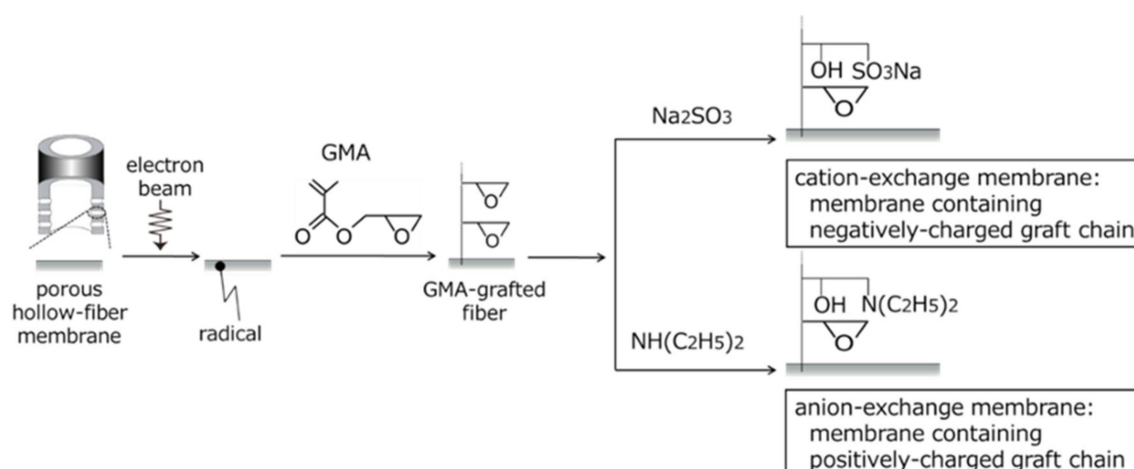 porous
hollow-fiber
membrane
electron
beam
radical
GMA
O
O
O
O
O
GMA-grafted
fiber
Na2SO3
OH SO3Na
O
cation-exchange membrane:
membrane containing
negatively-charged graft chain
NH(C2H5)2
OH N(C2H5)2
O
anion-exchange membrane:
membrane containing
positively-charged graft chain